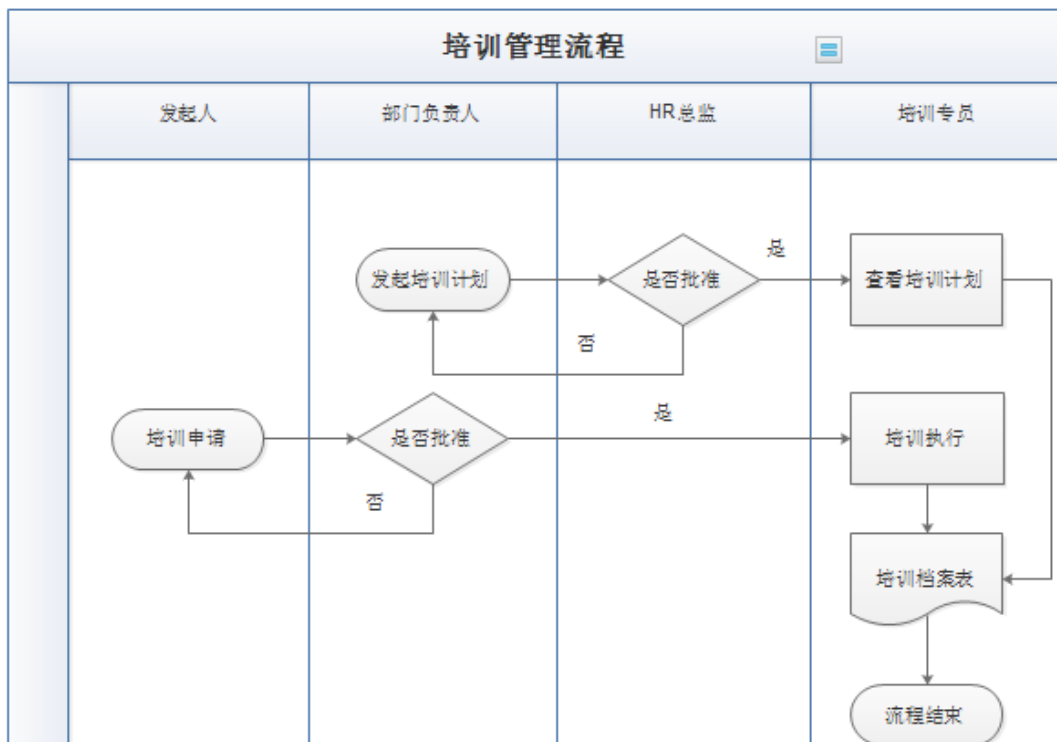 培训管理流程
发起人
部门负责人
HR总监
培训专员
发起培训计划
是否批准
是
查看培训计划
否
培训申请
是否批准
是
培训执行
否
培训档案表
流程结束